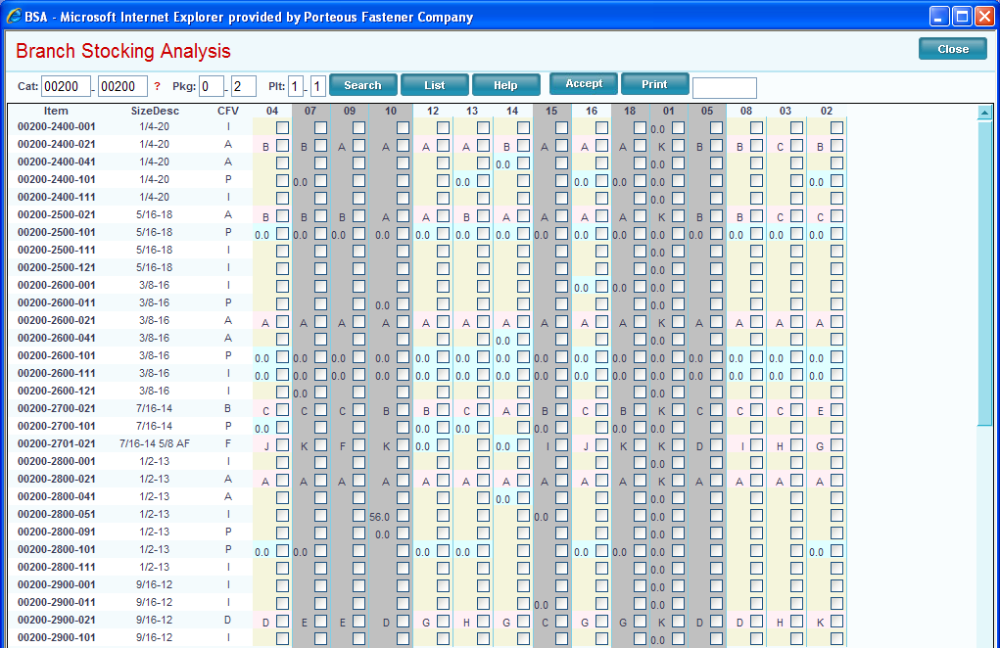 BSA - Microsoft Internet Explorer provided by Porteous Fastener Company
Branch Stocking Analysis Close
Cat: 00200 - 00200 ? Pkg: 0 - 2 Plt: 1 - 1 Search List Help Accept Print
Item SizeDesc CFV 04 07 09 10 12 13 14 15 16 18 01 05 08 03 02
00200-2400-001 1/4-20 I 0.0
00200-2400-021 1/4-20 A B B A A A A B A A A K B B C B
00200-2400-041 1/4-20 A 0.0 0.0
00200-2400-101 1/4-20 P 0.0 0.0 0.0 0.0 0.0 0.0
00200-2400-111 1/4-20 I 0.0
00200-2500-021 5/16-18 A B B B A A B A A A A K B B C C
00200-2500-101 5/16-18 P 0.0 0.0 0.0 0.0 0.0 0.0 0.0 0.0 0.0 0.0 0.0 0.0 0.0 0.0 0.0
00200-2500-111 5/16-18 I 0.0
00200-2500-121 5/16-18 I 0.0
00200-2600-001 3/8-16 I 0.0 0.0 0.0
00200-2600-011 3/8-16 P 0.0 0.0
00200-2600-021 3/8-16 A A A A A A A A A A A K A A A A
00200-2600-041 3/8-16 A 0.0 0.0
00200-2600-101 3/8-16 P 0.0 0.0 0.0 0.0 0.0 0.0 0.0 0.0 0.0 0.0 0.0 0.0 0.0 0.0 0.0
00200-2600-111 3/8-16 I 0.0 0.0 0.0 0.0 0.0 0.0 0.0 0.0 0.0 0.0 0.0 0.0 0.0 0.0 0.0
00200-2600-121 3/8-16 I 0.0 0.0
00200-2700-021 7/16-14 B C C C B B C A B C B K C C C E
00200-2700-101 7/16-14 P 0.0 0.0 0.0 0.0 0.0 0.0
00200-2701-021 7/16-14 5/8 AF F J K F K 0.0 0.0 I J K K D I H G
00200-2800-001 1/2-13 I 0.0
00200-2800-021 1/2-13 A A A A A A A A A A A K A A A A
00200-2800-041 1/2-13 A 0.0 0.0
00200-2800-051 1/2-13 I 56.0 0.0 0.0
00200-2800-091 1/2-13 P 0.0 0.0
00200-2800-101 1/2-13 P 0.0 0.0 0.0 0.0 0.0 0.0 0.0 0.0
00200-2800-111 1/2-13 I 0.0
00200-2900-001 9/16-12 I 0.0
00200-2900-011 9/16-12 I 0.0 0.0
00200-2900-021 9/16-12 D D E E D G H G C G G K D D H K
00200-2900-101 9/16-12 I 0.0